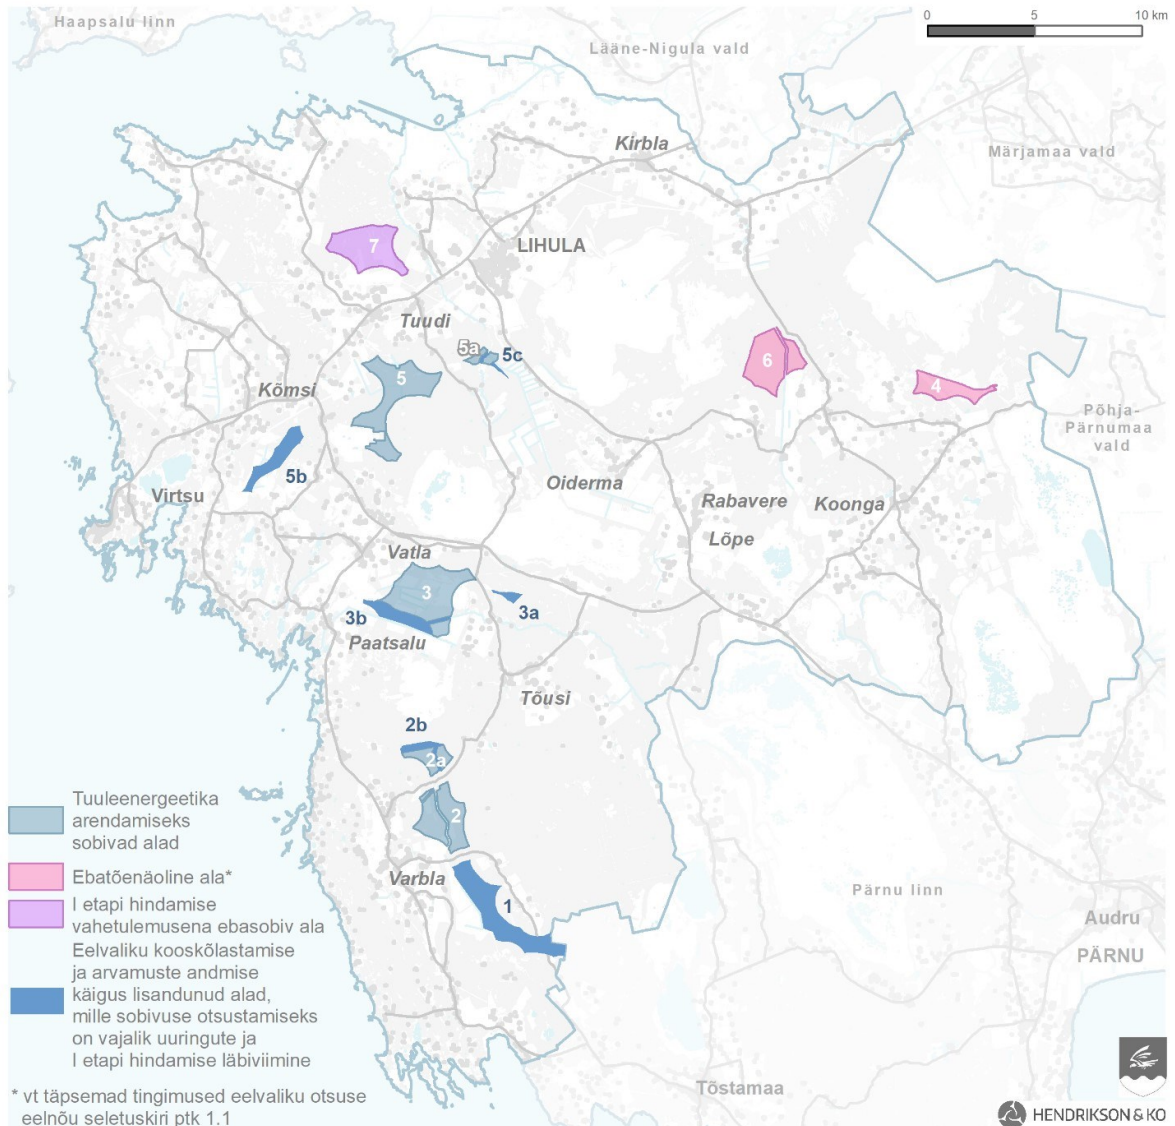 Haapsalu linn
0 5 10 km
Lääne-Nigula vald
Kirbla
Märjamaa vald
7
LIHULA
Tuudi
5a
5c
6
5
4
Kõmsi
Põhja-
Pärnumaa
vald
5b
Virtsu
Oiderma
Rabavere
Koonga
Lõpe
Vatla
3
3a
3b
Paatsalu
Tõusi
2b
2a
Tuuleenergeetika
arendamiseks
sobivad alad
2
Ebatõenäoline ala*
Varbla
Pärnu linn
I etapi hindamise
vahetulemusena ebasobiv ala
1
Audru
PÄRNU
Eelvaliku kooskõlastamise
ja arvamuste andmise
käigus lisandunud alad,
mille sobivuse otsustamiseks
on vajalik uuringute ja
I etapi hindamise läbiviimine
Tõstamaa
* vt täpsemad tingimused eelvaliku otsuse
eelnõu seletuskiri ptk 1.1
HENDRIKSON & KO